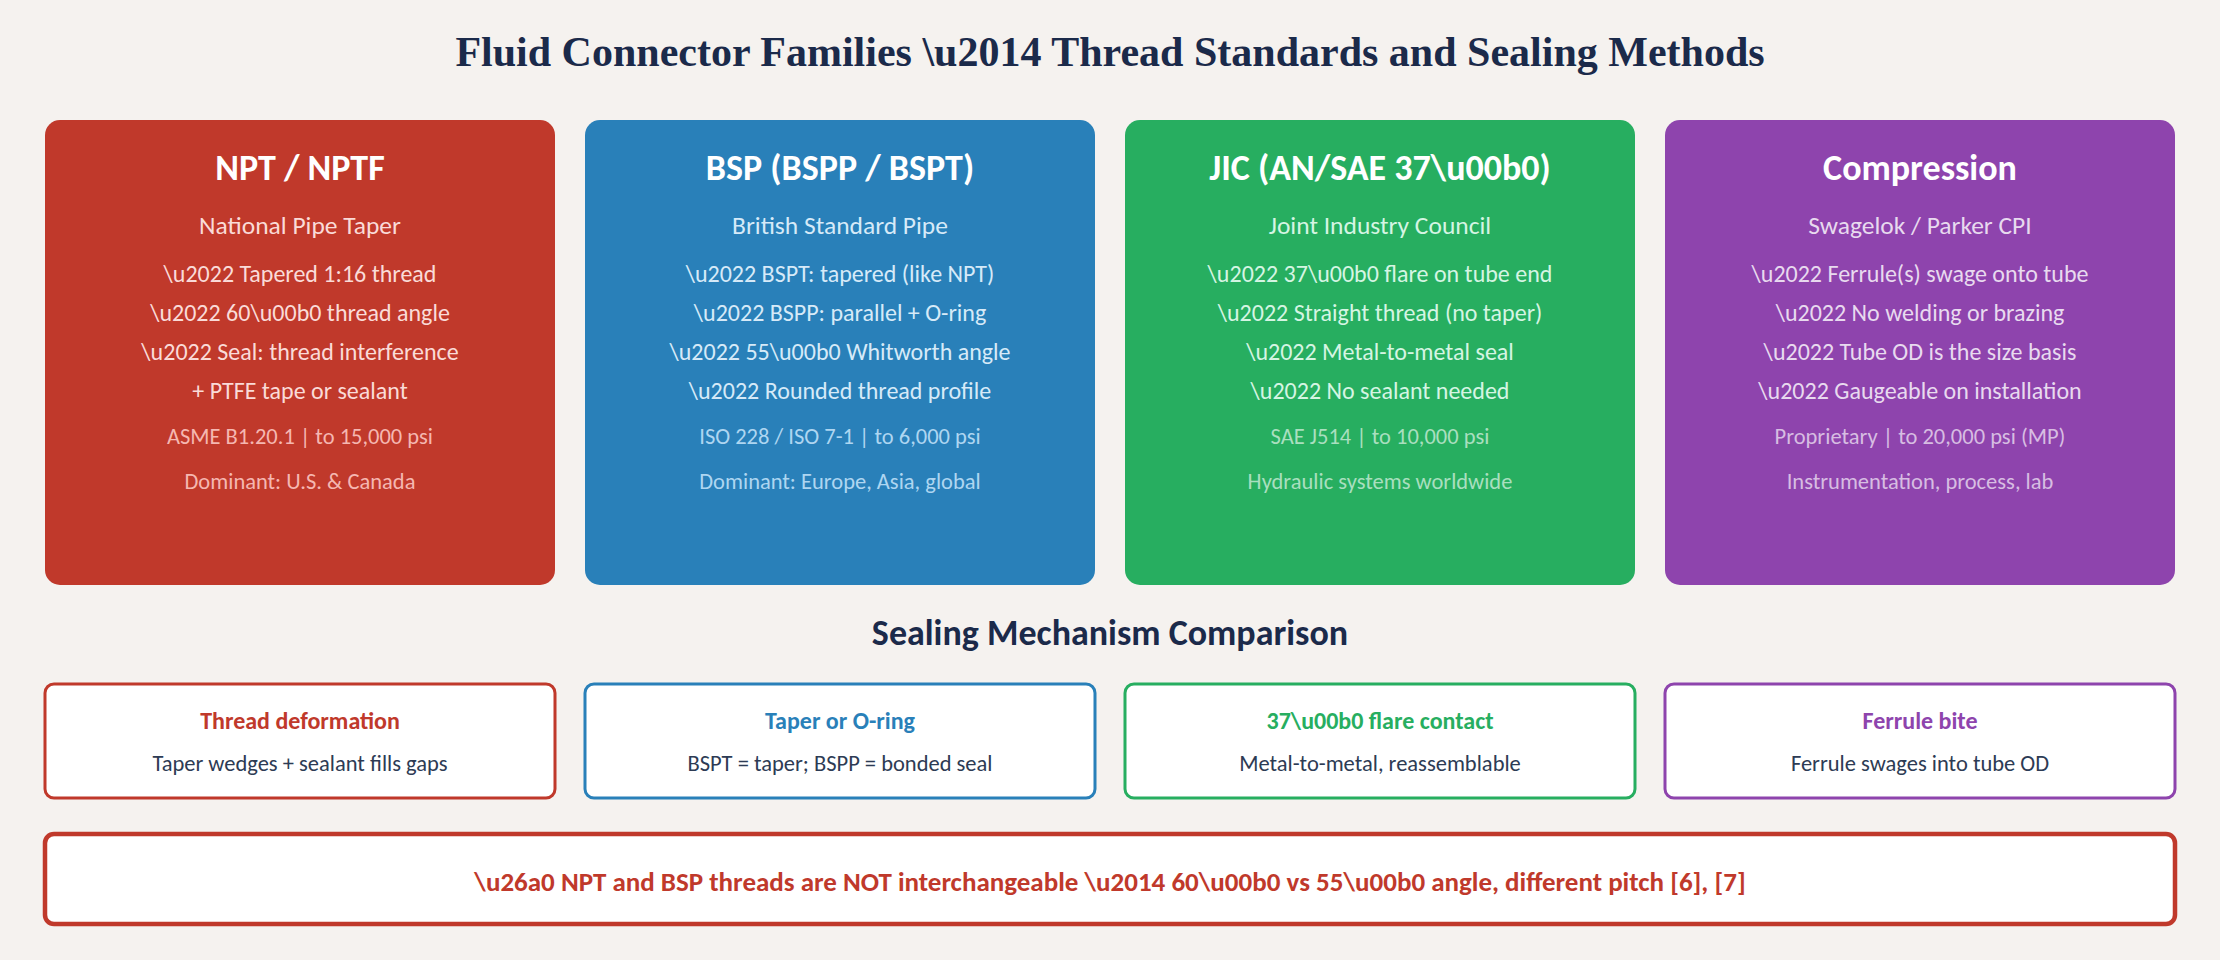 Fluid Connector Families \u2014 Thread Standards and Sealing Methods
NPT / NPTF
National Pipe Taper
\u2022 Tapered 1:16 thread
\u2022 60\u00b0 thread angle
\u2022 Seal: thread interference
+ PTFE tape or sealant
ASME B1.20.1 | to 15,000 psi
Dominant: U.S. & Canada
BSP (BSPP / BSPT)
British Standard Pipe
\u2022 BSPT: tapered (like NPT)
\u2022 BSPP: parallel + O-ring
\u2022 55\u00b0 Whitworth angle
\u2022 Rounded thread profile
ISO 228 / ISO 7-1 | to 6,000 psi
Dominant: Europe, Asia, global
JIC (AN/SAE 37\u00b0)
Joint Industry Council
\u2022 37\u00b0 flare on tube end
\u2022 Straight thread (no taper)
\u2022 Metal-to-metal seal
\u2022 No sealant needed
SAE J514 | to 10,000 psi
Hydraulic systems worldwide
Compression
Swagelok / Parker CPI
\u2022 Ferrule(s) swage onto tube
\u2022 No welding or brazing
\u2022 Tube OD is the size basis
\u2022 Gaugeable on installation
Proprietary | to 20,000 psi (MP)
Instrumentation, process, lab
Sealing Mechanism Comparison
Thread deformation
Taper wedges + sealant fills gaps
Taper or O-ring
BSPT = taper; BSPP = bonded seal
37\u00b0 flare contact
Metal-to-metal, reassemblable
Ferrule bite
Ferrule swages into tube OD
\u26a0 NPT and BSP threads are NOT interchangeable \u2014 60\u00b0 vs 55\u00b0 angle, different pitch [6], [7]